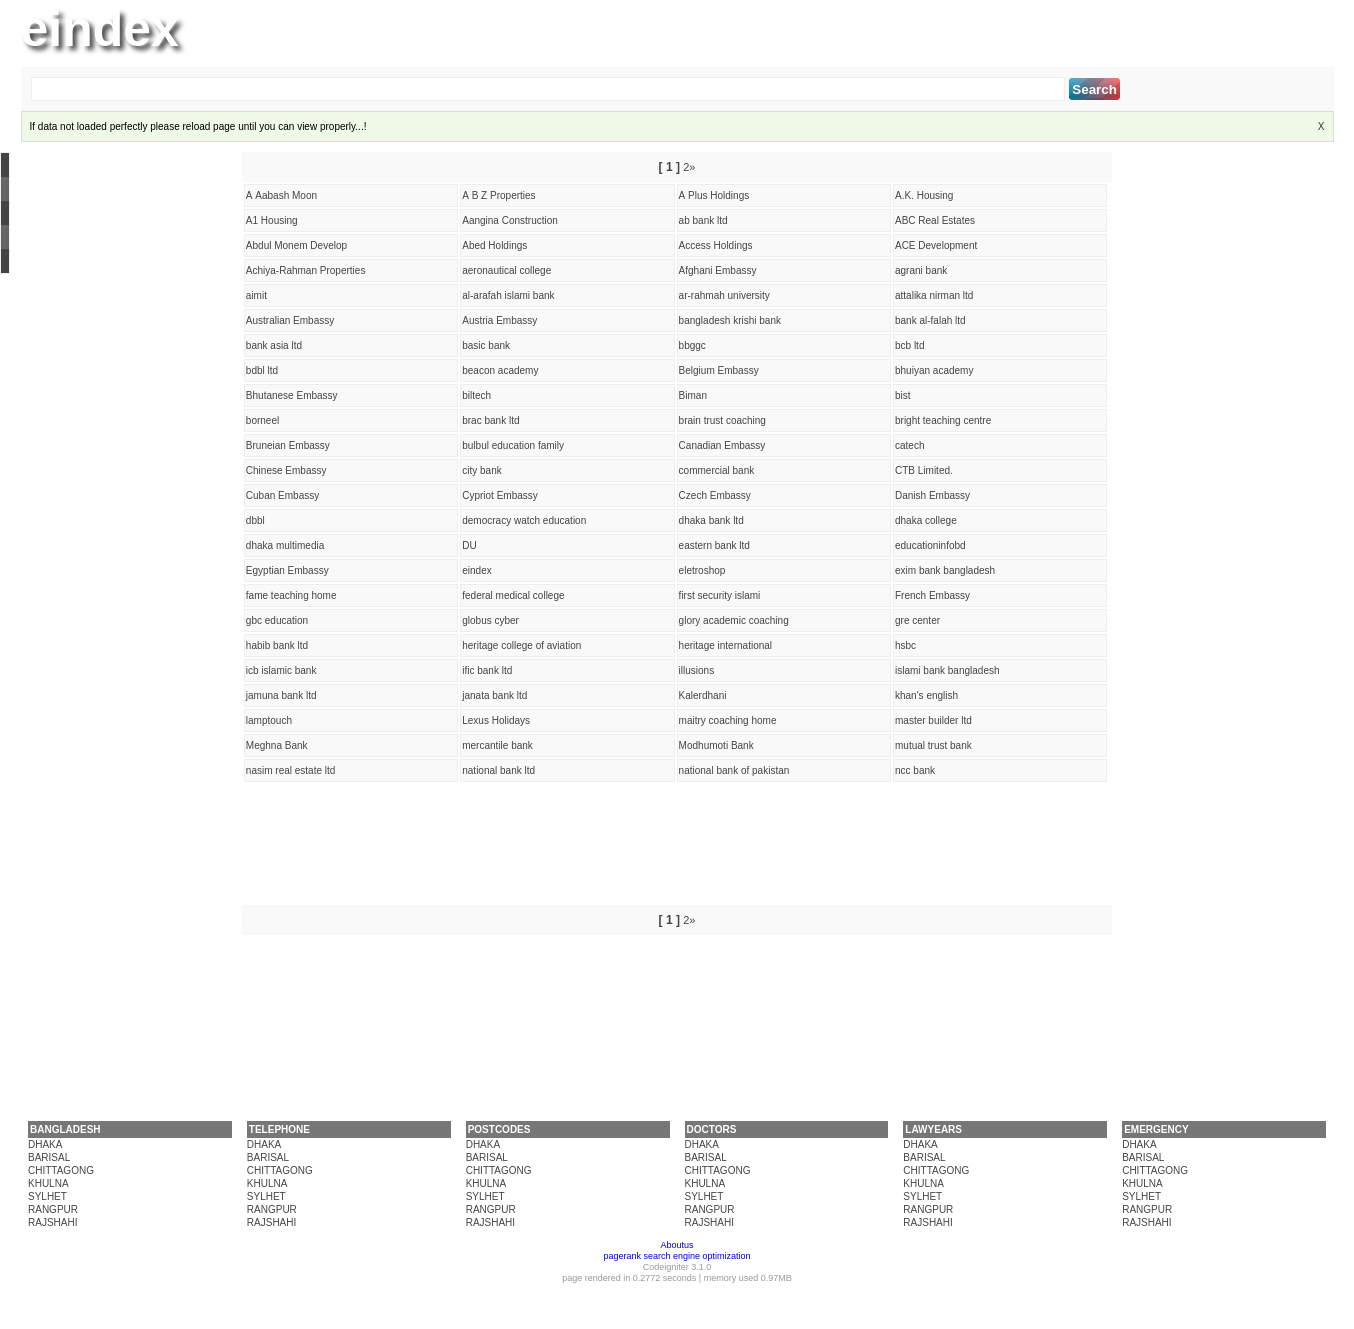 eindex
Search
If data not loaded perfectly please reload page until you can view properly...! X
[ 1 ] 2»
A Aabash Moon A B Z Properties A Plus Holdings A.K. Housing
A1 Housing Aangina Construction ab bank ltd ABC Real Estates
Abdul Monem Develop Abed Holdings Access Holdings ACE Development
Achiya-Rahman Properties aeronautical college Afghani Embassy agrani bank
aimit al-arafah islami bank ar-rahmah university attalika nirman ltd
Australian Embassy Austria Embassy bangladesh krishi bank bank al-falah ltd
bank asia ltd basic bank bbggc bcb ltd
bdbl ltd beacon academy Belgium Embassy bhuiyan academy
Bhutanese Embassy biltech Biman bist
borneel brac bank ltd brain trust coaching bright teaching centre
Bruneian Embassy bulbul education family Canadian Embassy catech
Chinese Embassy city bank commercial bank CTB Limited.
Cuban Embassy Cypriot Embassy Czech Embassy Danish Embassy
dbbl democracy watch education dhaka bank ltd dhaka college
dhaka multimedia DU eastern bank ltd educationinfobd
Egyptian Embassy eindex eletroshop exim bank bangladesh
fame teaching home federal medical college first security islami French Embassy
gbc education globus cyber glory academic coaching gre center
habib bank ltd heritage college of aviation heritage international hsbc
icb islamic bank ific bank ltd illusions islami bank bangladesh
jamuna bank ltd janata bank ltd Kalerdhani khan's english
lamptouch Lexus Holidays maitry coaching home master builder ltd
Meghna Bank mercantile bank Modhumoti Bank mutual trust bank
nasim real estate ltd national bank ltd national bank of pakistan ncc bank
[ 1 ] 2»
BANGLADESH TELEPHONE POSTCODES DOCTORS LAWYEARS EMERGENCY
DHAKA DHAKA DHAKA DHAKA DHAKA DHAKA
BARISAL BARISAL BARISAL BARISAL BARISAL BARISAL
CHITTAGONG CHITTAGONG CHITTAGONG CHITTAGONG CHITTAGONG CHITTAGONG
KHULNA KHULNA KHULNA KHULNA KHULNA KHULNA
SYLHET SYLHET SYLHET SYLHET SYLHET SYLHET
RANGPUR RANGPUR RANGPUR RANGPUR RANGPUR RANGPUR
RAJSHAHI RAJSHAHI RAJSHAHI RAJSHAHI RAJSHAHI RAJSHAHI
Aboutus
pagerank search engine optimization
Codeigniter 3.1.0
page rendered in 0.2772 seconds | memory used 0.97MB